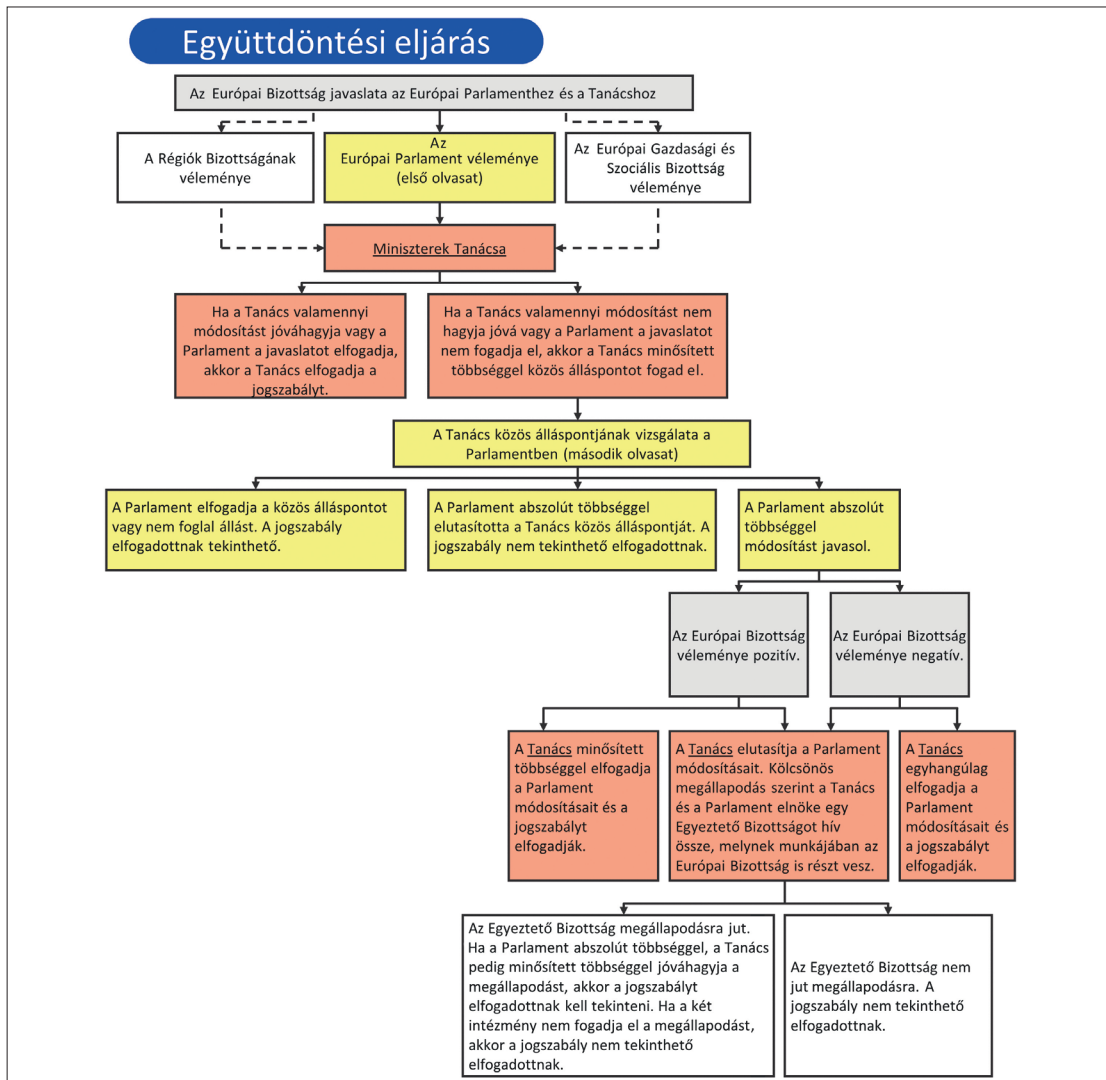 Együttdöntési eljárás
Az Európai Bizottság javaslata az Európai Parlamenthez és a Tanácshoz
A Régiók Bizottságának
véleménye
Az
Európai Parlament véleménye
(első olvasat)
Az Európai Gazdasági és
Szociális Bizottság
véleménye
Miniszterek Tanácsa
Ha a Tanács valamennyi
módosítást jóváhagyja vagy a
Parlament a javaslatot elfogadja,
akkor a Tanács elfogadja a
jogszabályt.
Ha a Tanács valamennyi módosítást nem
hagyja jóvá vagy a Parlament a javaslatot
nem fogadja el, akkor a Tanács minősített
többséggel közös álláspontot fogad el.
A Tanács közös álláspontjának vizsgálata a
Parlamentben (második olvasat)
A Parlament elfogadja a közös álláspontot
vagy nem foglal állást. A jogszabály
elfogadottnak tekinthető.
A Parlament abszolút többséggel
elutasította a Tanács közös álláspontját. A
jogszabály nem tekinthető elfogadottnak.
A Parlament abszolút
többséggel
módosítást javasol.
Az Európai Bizottság
véleménye pozitív.
Az Európai Bizottság
véleménye negatív.
A Tanács minősített
többséggel elfogadja
a Parlament
módosításait és a
jogszabályt
elfogadják.
A Tanács elutasítja a Parlament
módosításait. Kölcsönös
megállapodás szerint a Tanács
és a Parlament elnöke egy
Egyeztető Bizottságot hív
össze, melynek munkájában az
Európai Bizottság is részt vesz.
A Tanács
egyhangúlag
elfogadja a
Parlament
módosításait és
a jogszabályt
elfogadják.
Az Egyeztető Bizottság megállapodásra jut.
Ha a Parlament abszolút többséggel, a Tanács
pedig minősített többséggel jóváhagyja a
megállapodást, akkor a jogszabályt
elfogadottnak kell tekinteni. Ha a két
intézmény nem fogadja el a megállapodást,
akkor a jogszabály nem tekinthető
elfogadottnak.
Az Egyeztető Bizottság nem
jut megállapodásra. A
jogszabály nem tekinthető
elfogadottnak.